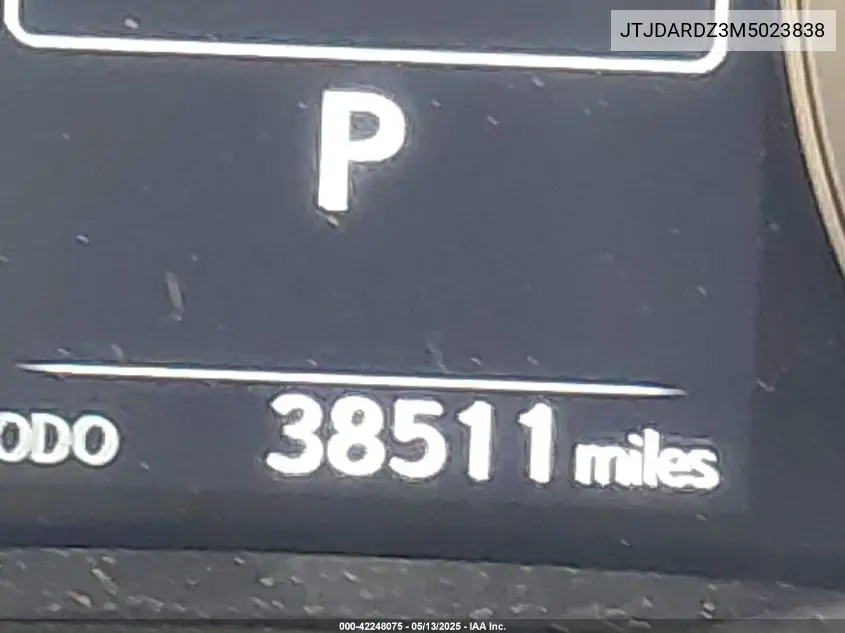 JTJDARDZ3M5023838
P
ODO 38511 miles
000-42248075 - 05/13/2025 - IAA Inc.